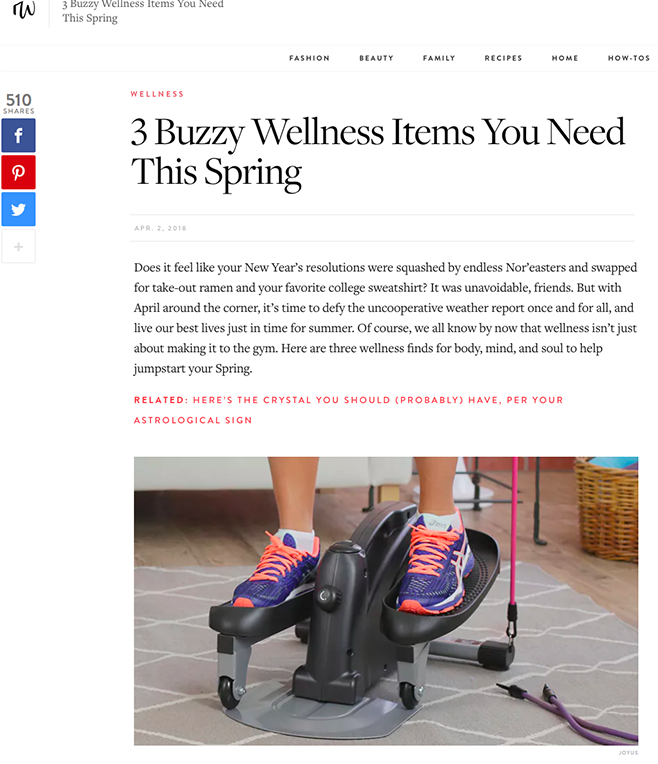 3 Buzzy Wellness Items You Need
This Spring
FASHION BEAUTY FAMILY RECIPES HOME HOW-TOS
510
SHARES
WELLNESS
3 Buzzy Wellness Items You Need
This Spring
APR. 2, 2018
Does it feel like your New Year’s resolutions were squashed by endless Nor’easters and swapped
for take-out ramen and your favorite college sweatshirt? It was unavoidable, friends. But with
April around the corner, it’s time to defy the uncooperative weather report once and for all, and
live our best lives just in time for summer. Of course, we all know by now that wellness isn’t just
about making it to the gym. Here are three wellness finds for body, mind, and soul to help
jumpstart your Spring.
RELATED: HERE’S THE CRYSTAL YOU SHOULD (PROBABLY) HAVE, PER YOUR
ASTROLOGICAL SIGN
JOYUS